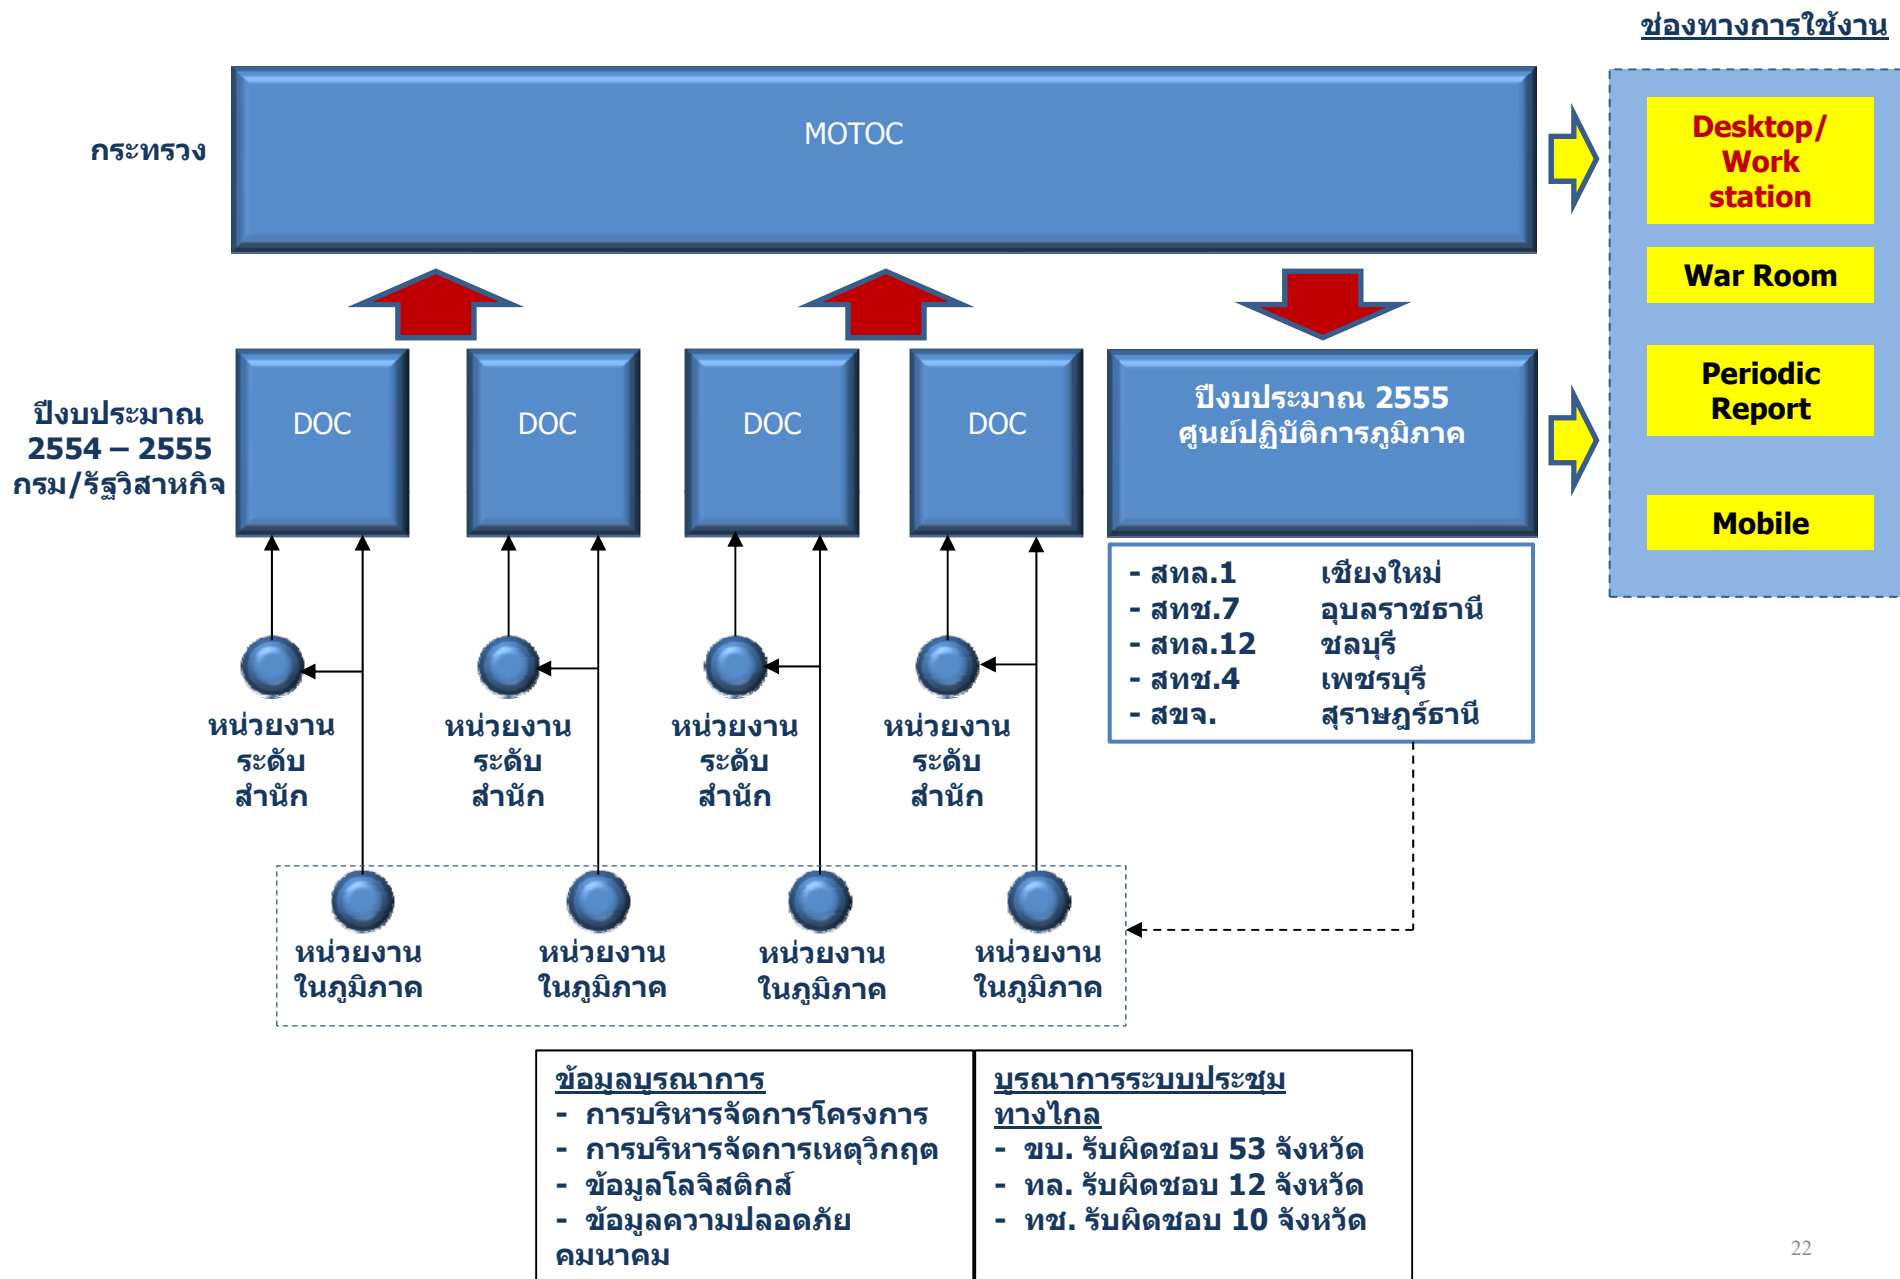 ช่องทางการใช้งาน
กระทรวง
MOTOC
Desktop/
Work
station
War Room
Periodic
Report
Mobile
ปีงบประมาณ
2554 – 2555
กรม/รัฐวิสาหกิจ
DOC
DOC
DOC
DOC
ปีงบประมาณ 2555
ศูนย์ปฏิบัติการภูมิภาค
- สทล.1 เชียงใหม่
- สทช.7 อุบลราชธานี
- สทล.12 ชลบุรี
- สทช.4 เพชรบุรี
- สขจ. สุราษฎร์ธานี
หน่วยงาน
ระดับ
สำนัก
หน่วยงาน
ระดับ
สำนัก
หน่วยงาน
ระดับ
สำนัก
หน่วยงาน
ระดับ
สำนัก
หน่วยงาน
ในภูมิภาค
หน่วยงาน
ในภูมิภาค
หน่วยงาน
ในภูมิภาค
หน่วยงาน
ในภูมิภาค
ข้อมูลบูรณาการ
- การบริหารจัดการโครงการ
- การบริหารจัดการเหตุวิกฤต
- ข้อมูลโลจิสติกส์
- ข้อมูลความปลอดภัย
คมนาคม
บูรณาการระบบประชุม
ทางไกล
- ขบ. รับผิดชอบ 53 จังหวัด
- ทล. รับผิดชอบ 12 จังหวัด
- ทช. รับผิดชอบ 10 จังหวัด
22